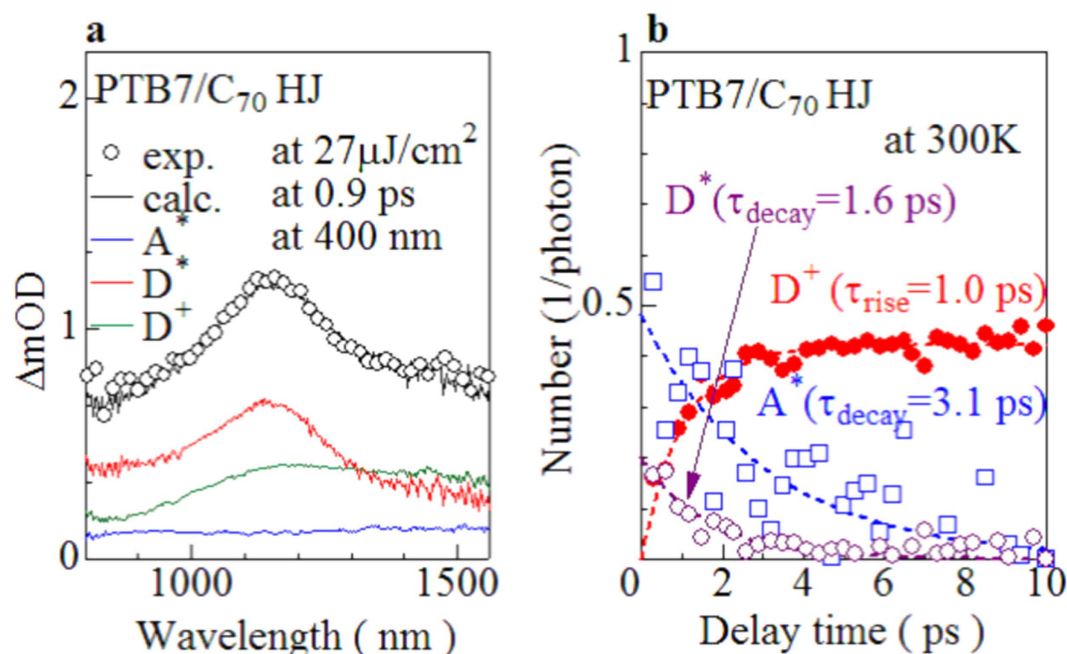 a
PTB7/C70 HJ
exp.
calc.
A*
D*
D+
at 27μJ/cm2
at 0.9 ps
at 400 nm
2
1
0
ΔmOD
1000
1500
Wavelength ( nm )
b
PTB7/C70 HJ
at 300K
D*(τdecay=1.6 ps)
D+ (τrise=1.0 ps)
A*(τdecay=3.1 ps)
1
0.5
Number (1/photon)
0
2
4
6
8
10
Delay time ( ps )